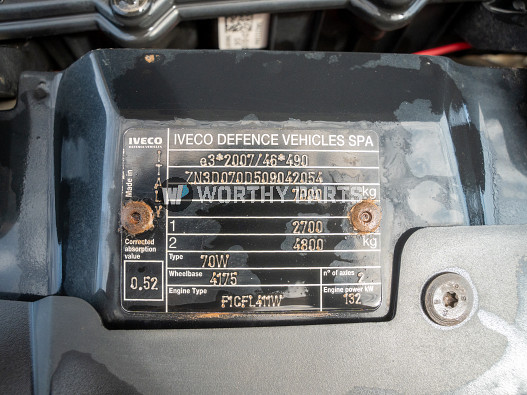 IVECO
DEFENCE VEHICLES
IVECO DEFENCE VEHICLES SPA
e3*2007/46*490
ZN3D070D509042054
7000 kg
WORTHY PARTS
Made in
ITALY
1 2700
2 4800 kg
Corrected absorption value
0.52
Type 70W
Wheelbase 4175
n° of axles 2
Engine Type F1CFL411W
Engine power kW 132